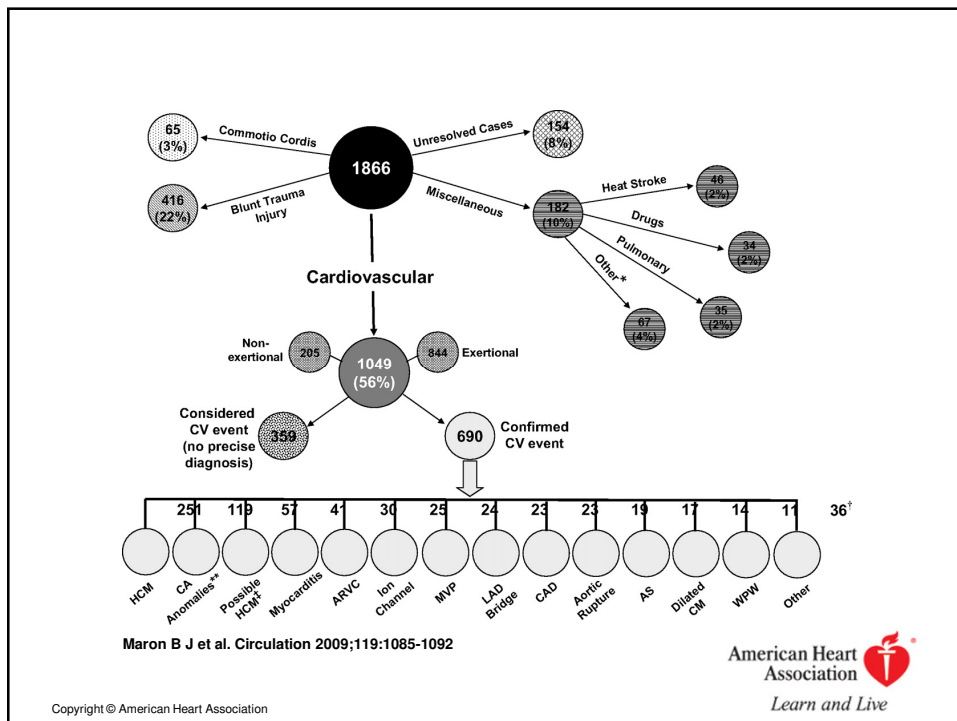 65
(3%)
Commotio Cordis
1866
Unresolved Cases
154
(8%)
416
(22%)
Blunt Trauma
Injury
Miscellaneous
182
(10%)
Heat Stroke
46
(2%)
Drugs
34
(2%)
Pulmonary
35
(2%)
Other*
67
(4%)
Cardiovascular
Non-
exertional
205
1049
(56%)
844
Exertional
Considered
CV event
(no precise
diagnosis)
359
690
Confirmed
CV event
251 119 57 41 30 25 24 23 23 19 17 14 11 36†
HCM
CA
Anomalies**
Possible
HCM‡
Myocarditis
ARVC
Ion
Channel
MVP
LAD
Bridge
CAD
Aortic
Rupture
AS
Dilated
CM
WPW
Other
Maron B J et al. Circulation 2009;119:1085-1092
American Heart
Association
®
Learn and Live
Copyright © American Heart Association